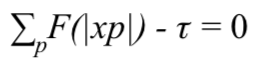 ∑ₚF(|xp|) - τ = 0